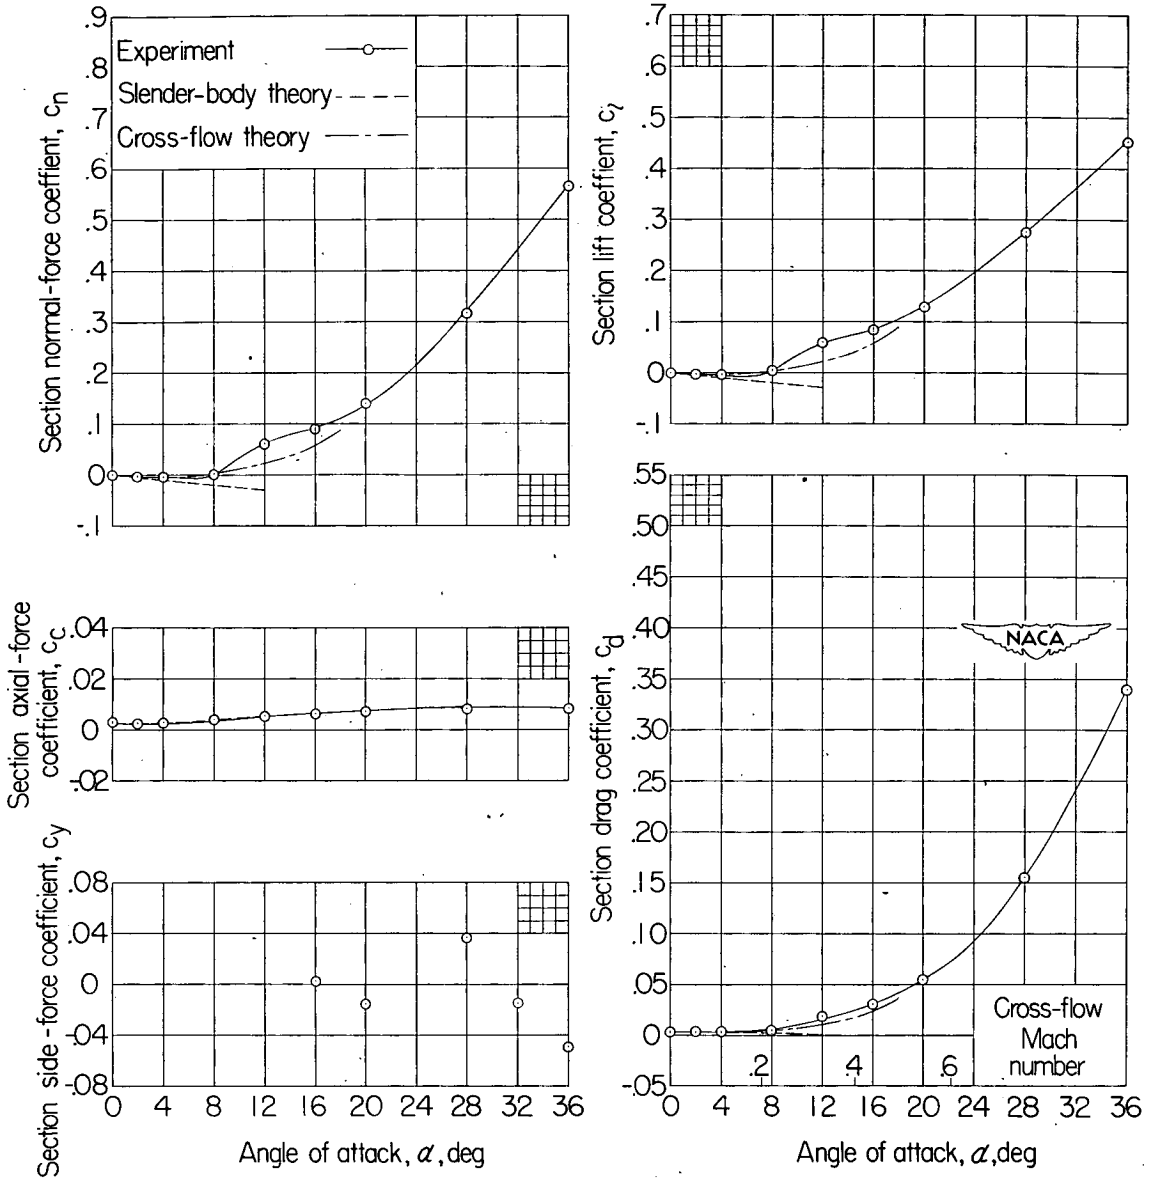 .9
.8
.7
.6
.5
.4
.3
.2
.1
0
-.1
Section normal-force coeffient, cn
Experiment
Slender-body theory
Cross-flow theory
.04
.02
0
-.02
Section axial-force
coefficient, cc
.08
.04
0
-.04
-.08
Section side-force coefficient, cy
0 4 8 12 16 20 24 28 32 36
Angle of attack, α, deg
.7
.6
.5
.4
.3
.2
.1
0
-.1
Section lift coeffient, cl
.55
.50
.45
.40
.35
.30
.25
.20
.15
.10
.05
0
-.05
Section drag coefficient, cd
NACA
Cross-flow
Mach
number
.2 .4 .6
0 4 8 12 16 20 24 28 32 36
Angle of attack, α, deg